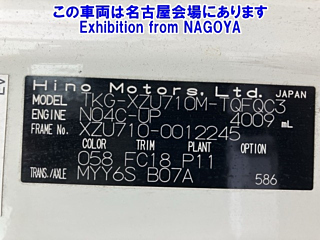 この車両は名古屋会場にあります
Exhibition from NAGOYA
Hino Motors, Ltd. JAPAN
MODEL TKG-XZU710M-TQFQC3
ENGINE N04C-UP 4009 mL
FRAME NO. XZU710-0012245
COLOR TRIM PLANT OPTION
058 FC18 P11
TRANS./AXLE MYY6S B07A 586